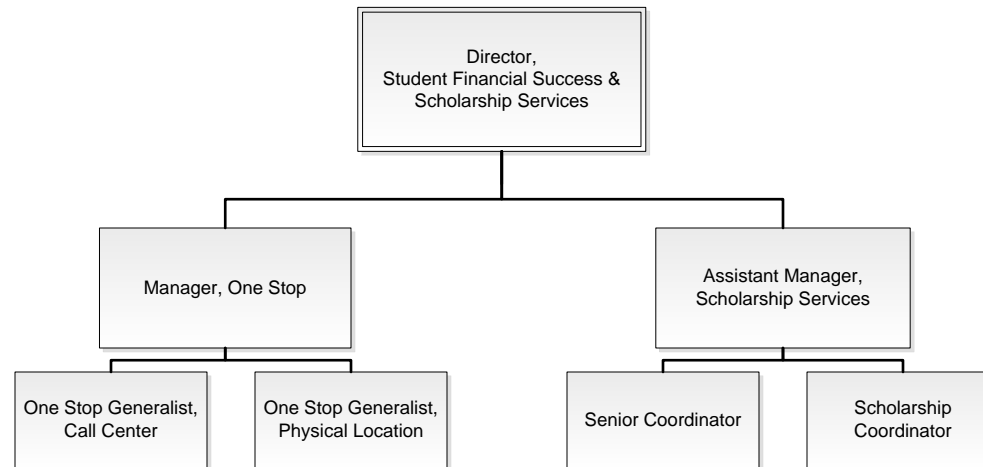 Director,
Student Financial Success &
Scholarship Services
Manager, One Stop
Assistant Manager,
Scholarship Services
One Stop Generalist,
Call Center
One Stop Generalist,
Physical Location
Senior Coordinator
Scholarship
Coordinator